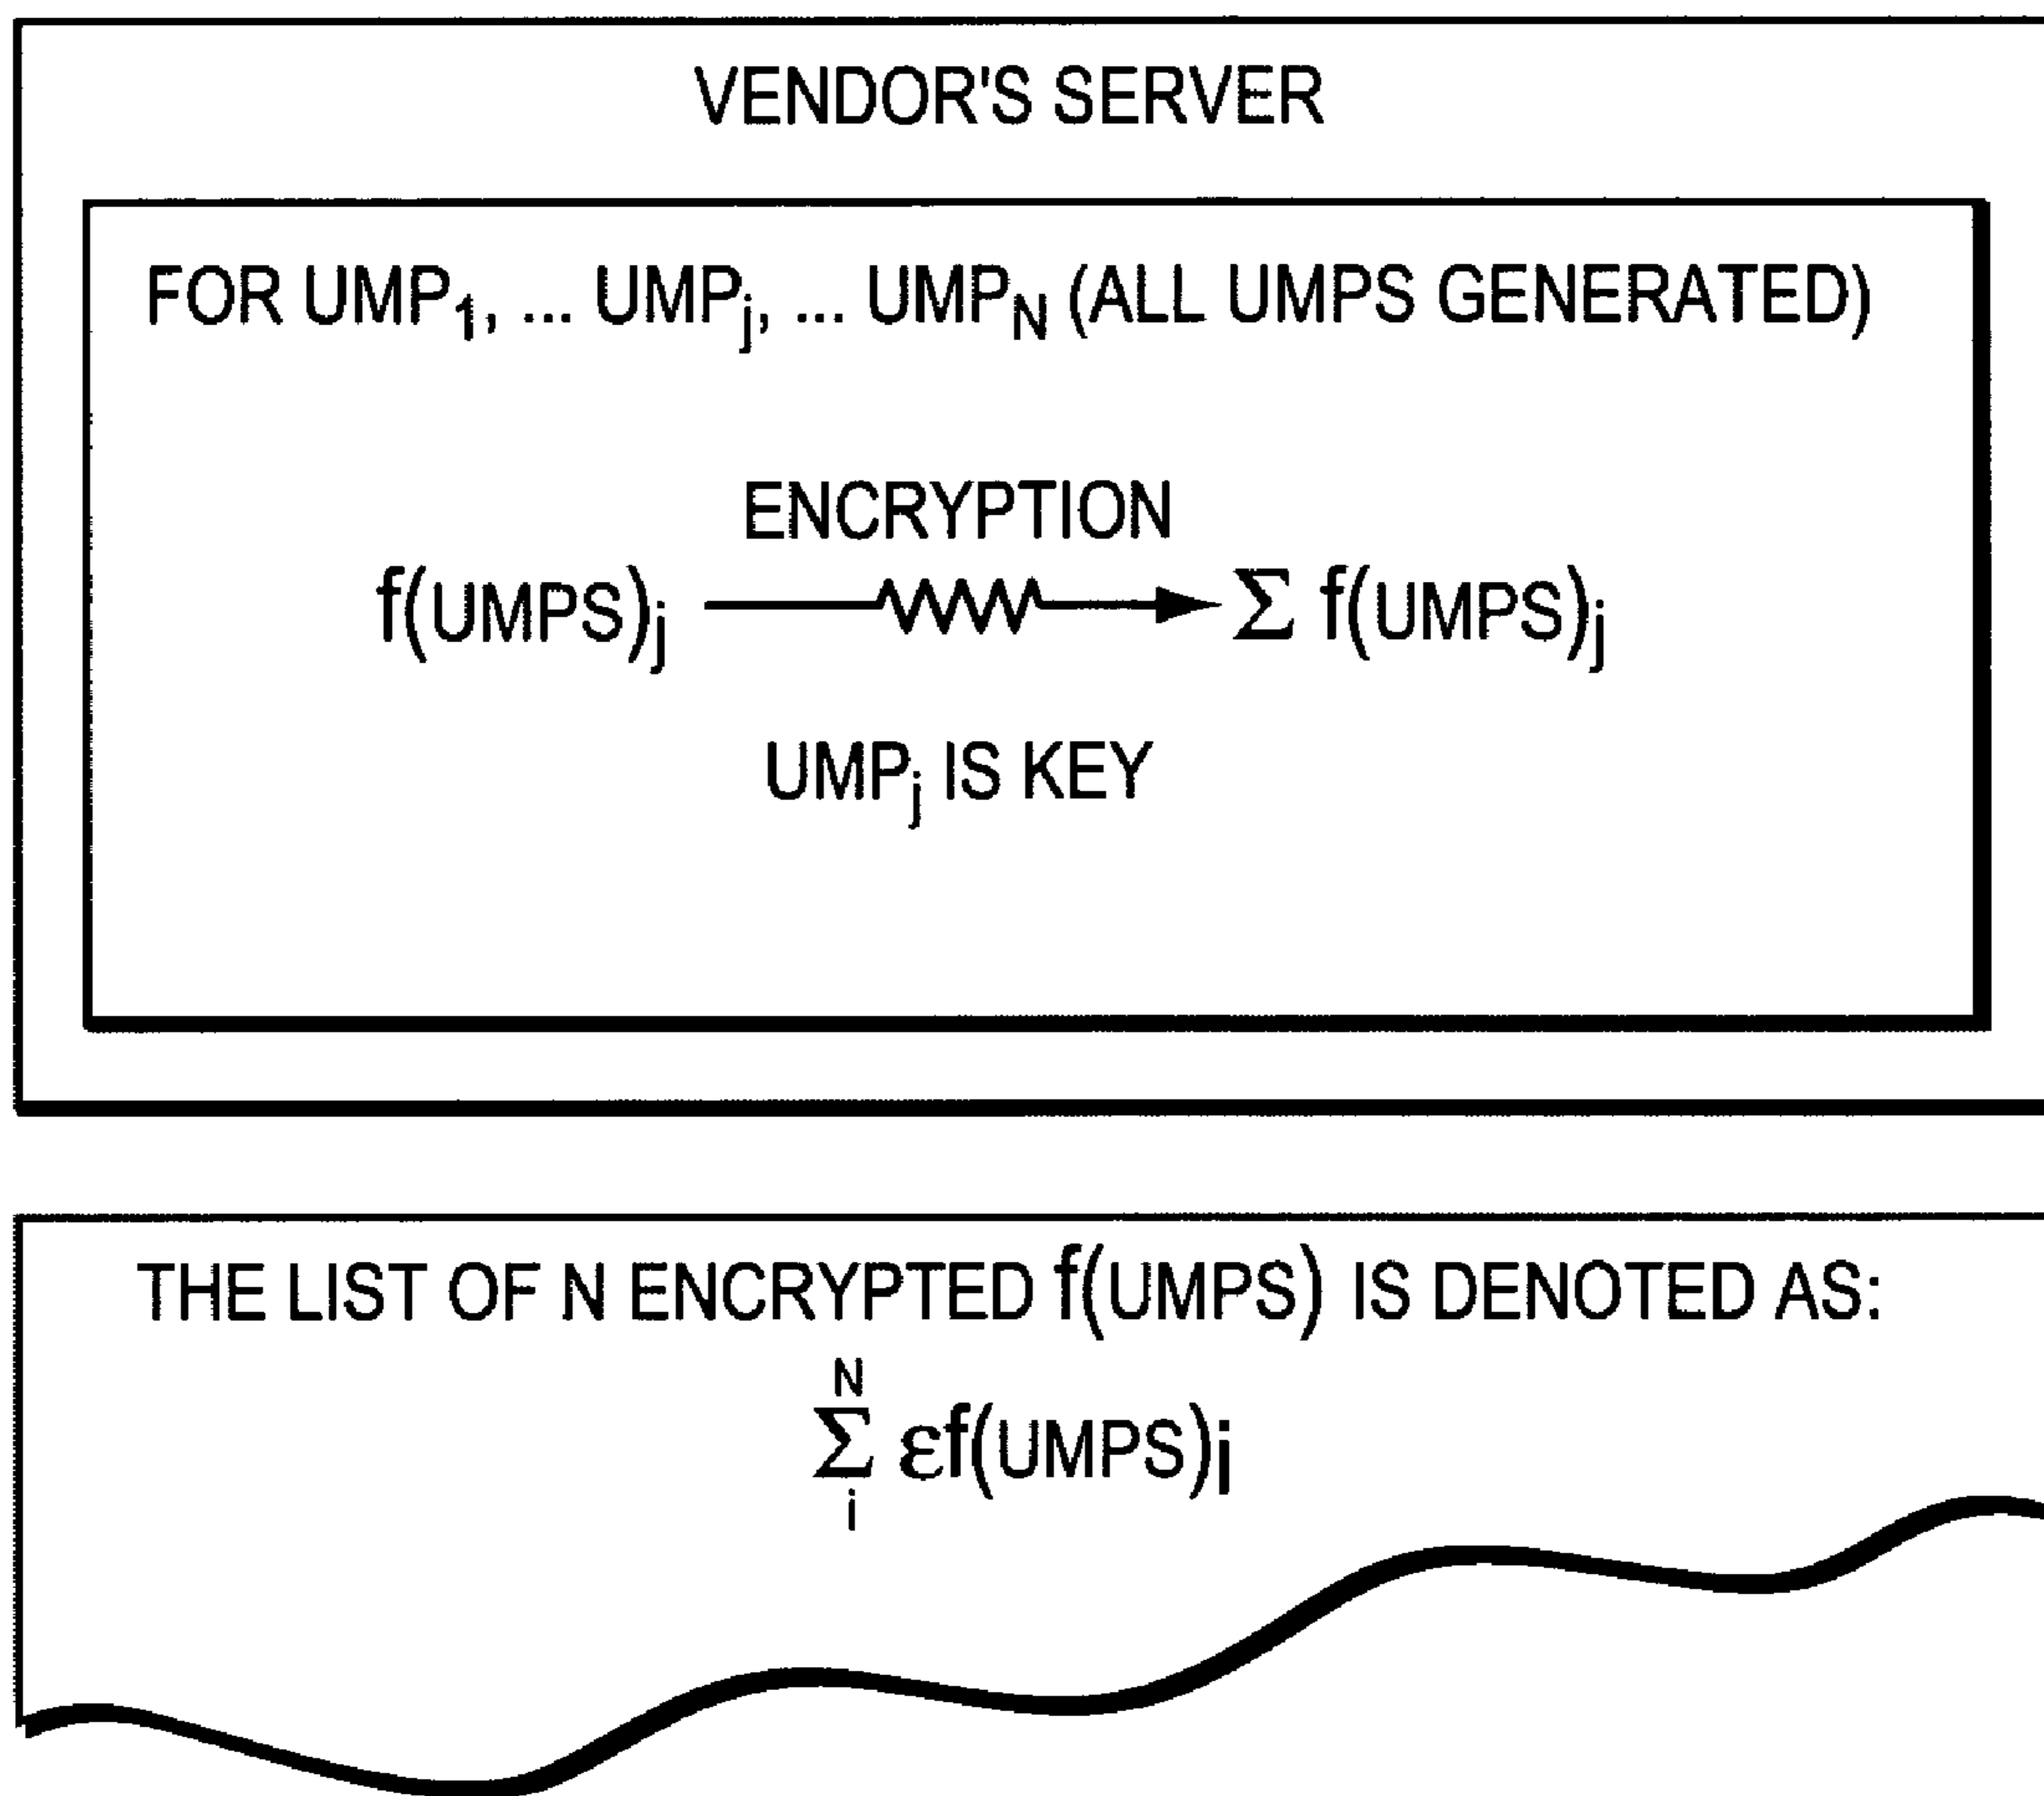 VENDOR'S SERVER
FOR UMP₁, ... UMPⱼ, ... UMP_N (ALL UMPS GENERATED)
ENCRYPTION
f(UMPS)ⱼ Σ f(UMPS)ⱼ
UMPⱼ IS KEY
THE LIST OF N ENCRYPTED f(UMPS) IS DENOTED AS:
N
Σ εf(UMPS)j
i